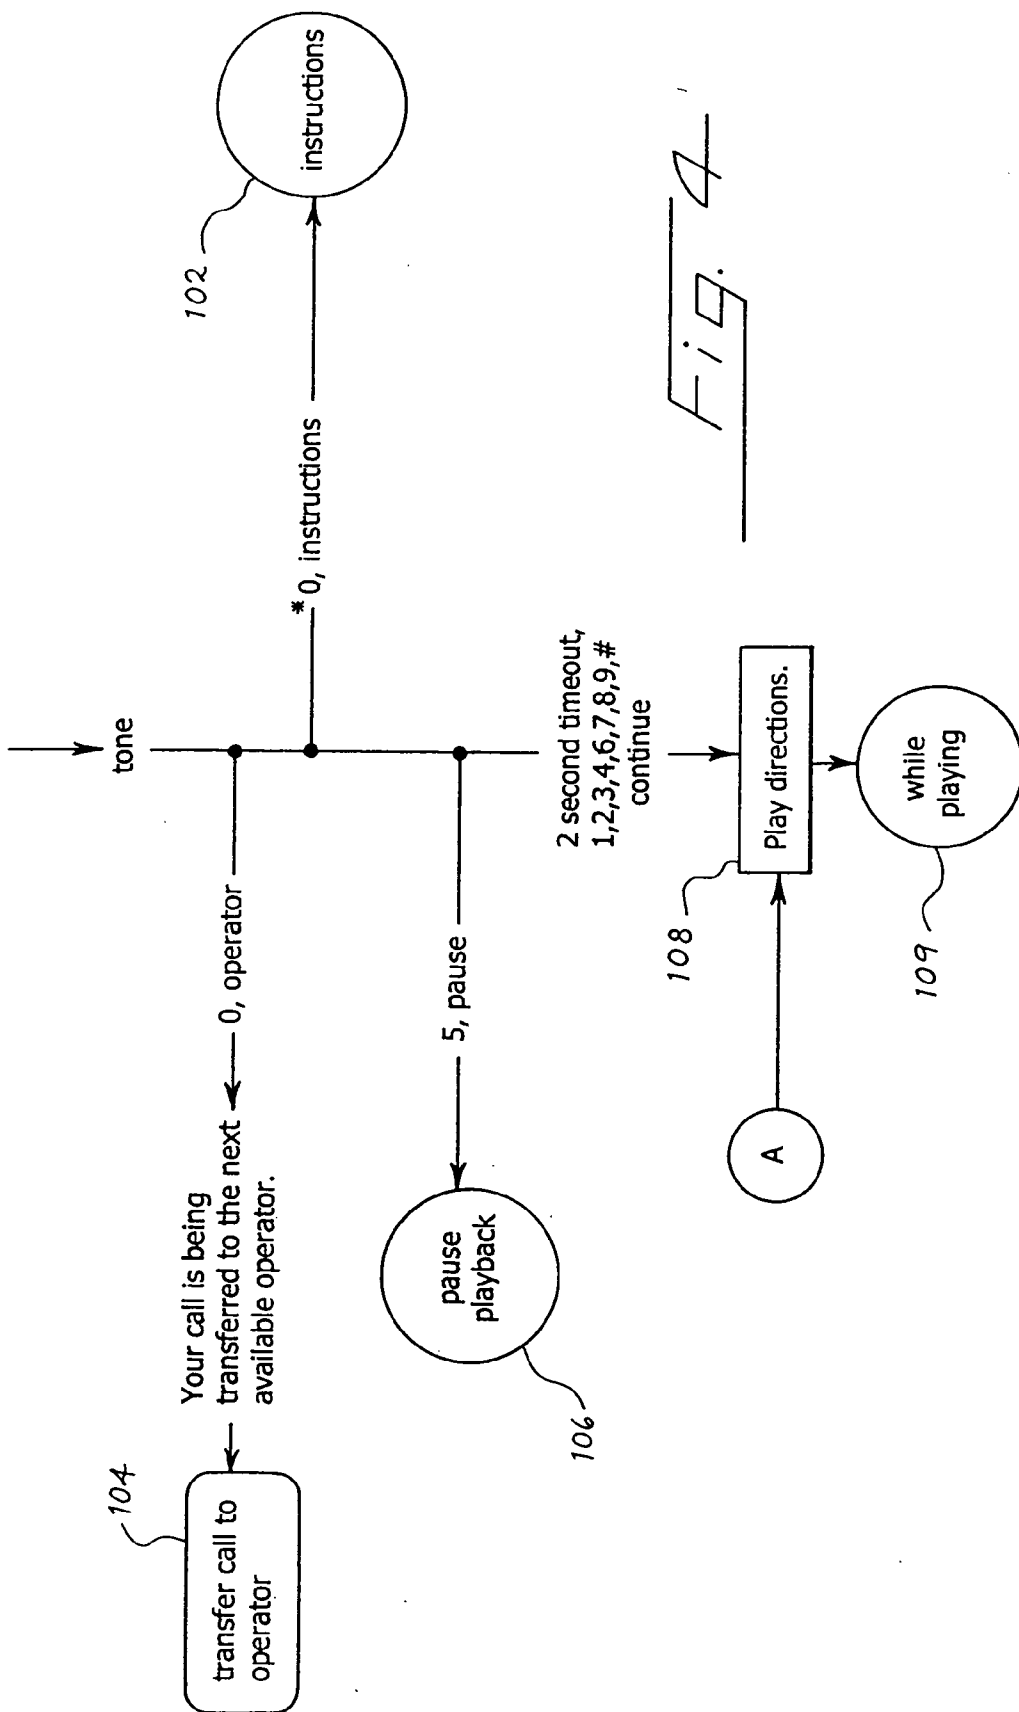 tone
0, operator
Your call is being
transferred to the next
available operator.
transfer call to
operator
104
* 0, instructions
instructions
102
5, pause
pause
playback
106
2 second timeout,
1,2,3,4,6,7,8,9,#
continue
Play directions.
108
A
while
playing
109
Fig. 4